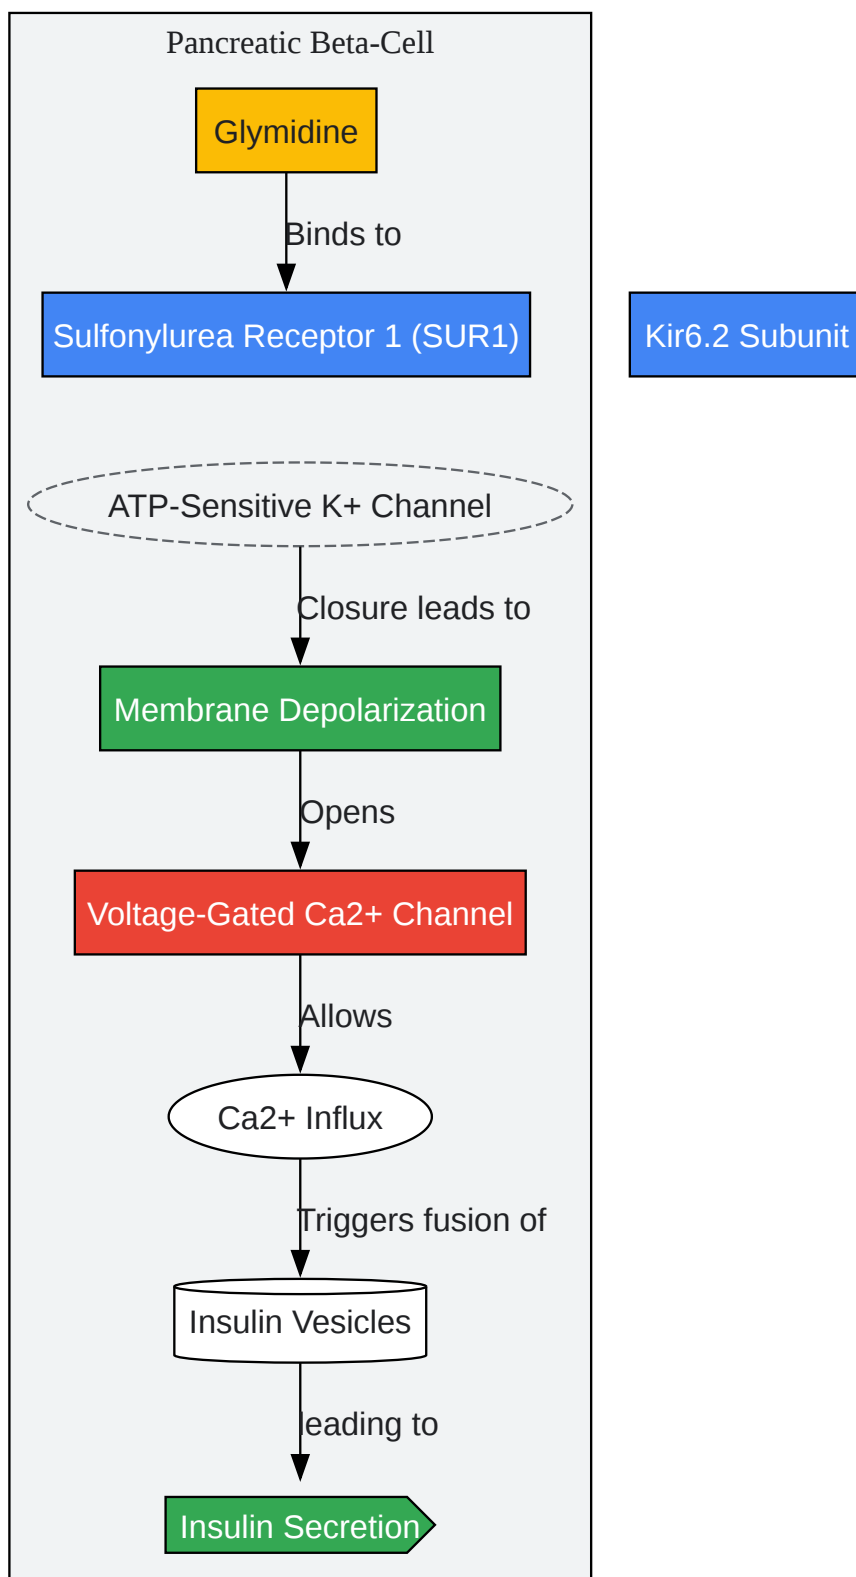 Pancreatic Beta-Cell
Glymidine
Binds to
Sulfonylurea Receptor 1 (SUR1)
Kir6.2 Subunit
ATP-Sensitive K+ Channel
Closure leads to
Membrane Depolarization
Opens
Voltage-Gated Ca2+ Channel
Allows
Ca2+ Influx
Triggers fusion of
Insulin Vesicles
leading to
Insulin Secretion